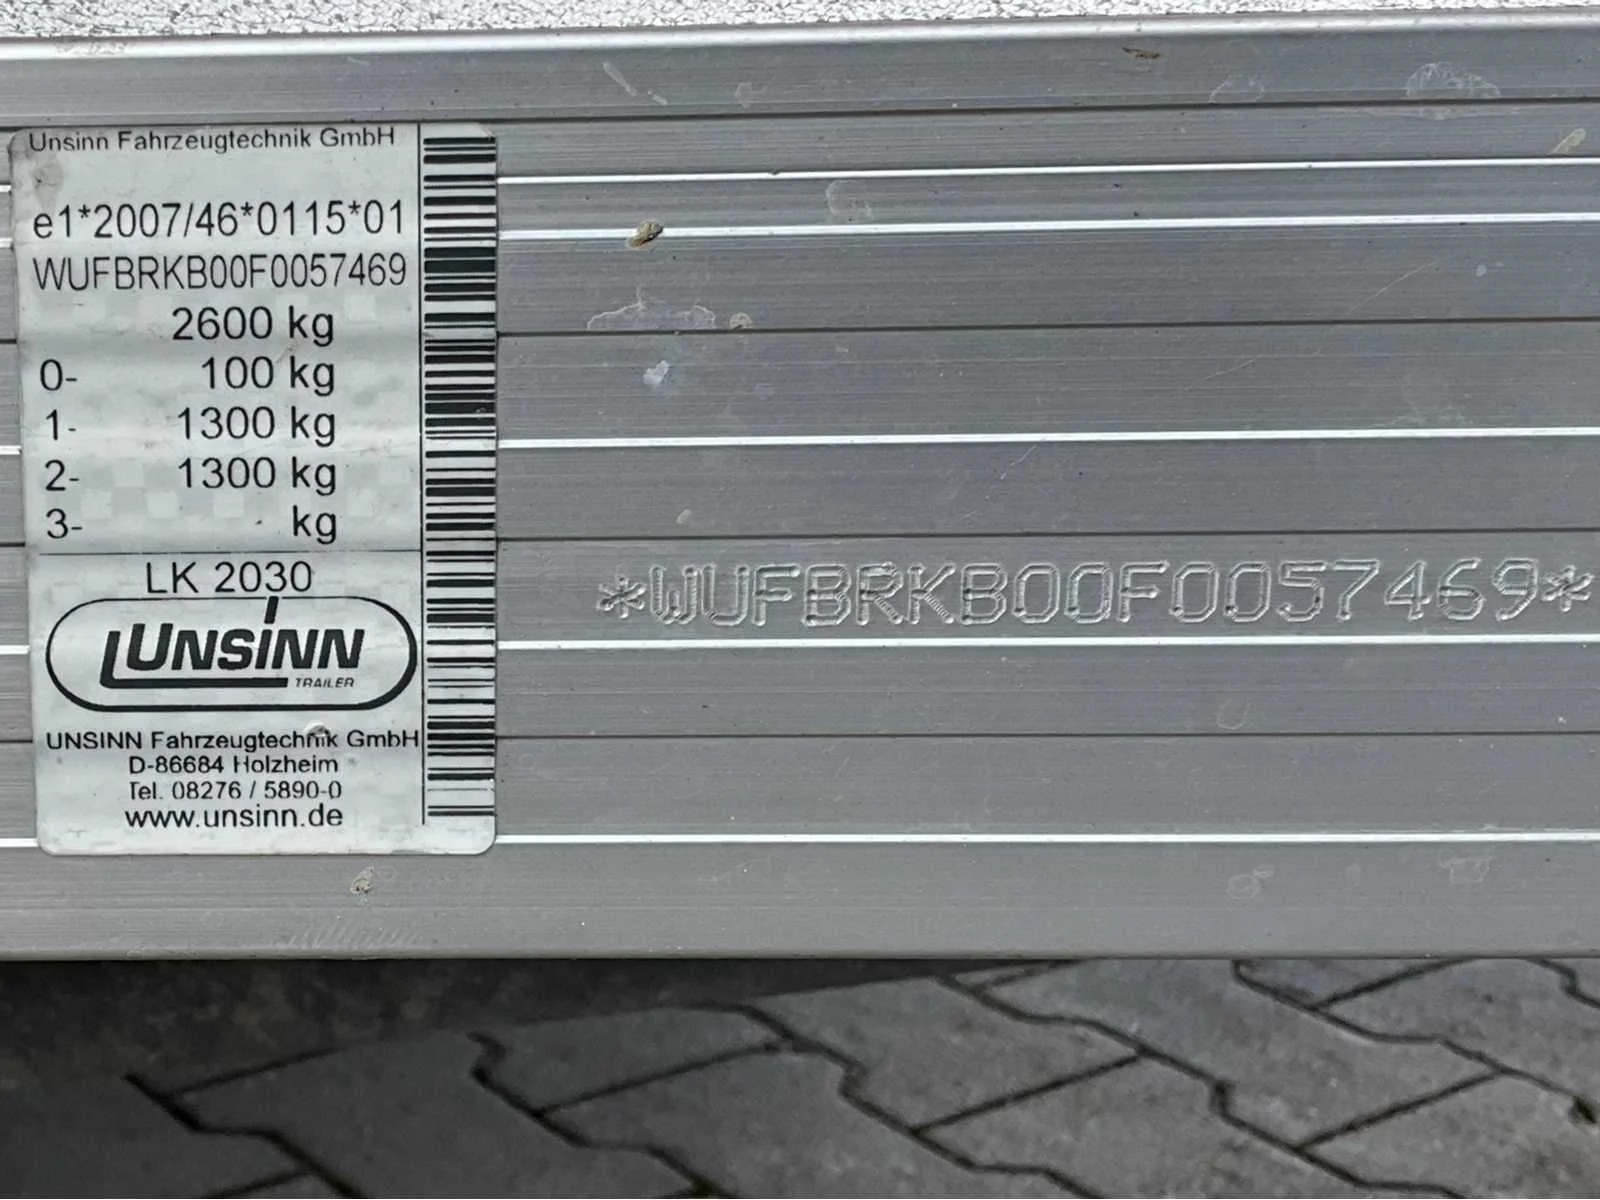 Unsinn Fahrzeugtechnik GmbH
e1*2007/46*0115*01
WUFBRKB00F0057469
2600 kg
0- 100 kg
1- 1300 kg
2- 1300 kg
3- kg
LK 2030
UNSINN
TRAILER
UNSINN Fahrzeugtechnik GmbH
D-86684 Holzheim
Tel. 08276 / 5890-0
www.unsinn.de
*WUFBRKB00F0057469*